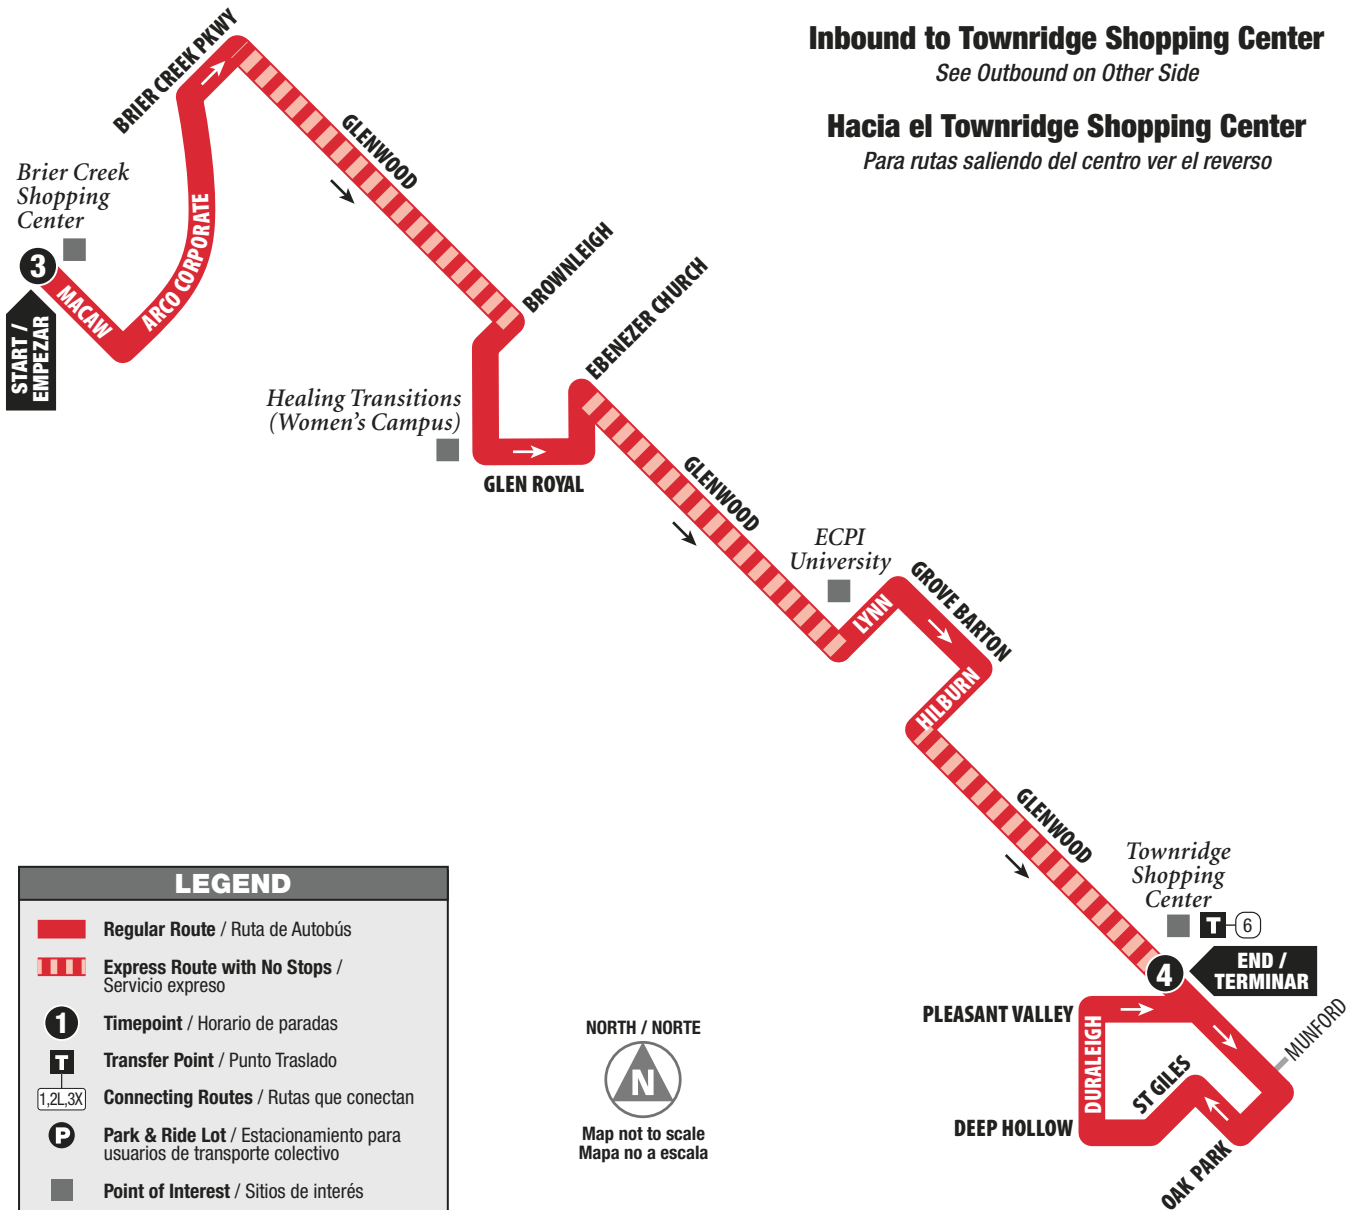 Inbound to Townridge Shopping Center
See Outbound on Other Side
Hacia el Townridge Shopping Center
Para rutas saliendo del centro ver el reverso
BRIER CREEK PKWY
GLENWOOD
Brier Creek
Shopping
Center
3
MACAW
ARCO CORPORATE
START /
EMPEZAR
BROWNLEIGH
EBENEZER CHURCH
Healing Transitions
(Women's Campus)
GLEN ROYAL
GLENWOOD
ECPI
University
LYNN
GROVE BARTON
HILBURN
GLENWOOD
Townridge
Shopping
Center
T 6
4
END /
TERMINAR
PLEASANT VALLEY
DURALEIGH
ST GILES
MUNFORD
DEEP HOLLOW
OAK PARK
LEGEND
Regular Route / Ruta de Autobús
Express Route with No Stops /
Servicio expreso
1 Timepoint / Horario de paradas
T Transfer Point / Punto Traslado
1,2L,3X Connecting Routes / Rutas que conectan
P Park & Ride Lot / Estacionamiento para
usuarios de transporte colectivo
Point of Interest / Sitios de interés
NORTH / NORTE
N
Map not to scale
Mapa no a escala